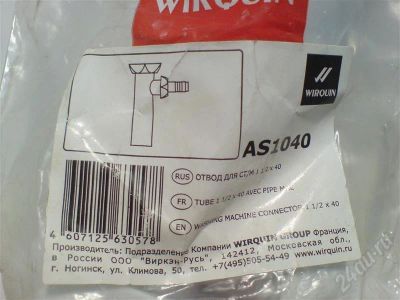 WIRQUIN
WIRQUIN
AS1040
RUS ОТВОД ДЛЯ СТ/М 1 1/2 x 40
FR TUBE 1 1/2 x 40 AVEC PIPE M.
EN WASHING MACHINE CONNECTOR 1 1/2 x 40
4 607125 630578
Производитель: Подразделение Компании WIRQUIN GROUP Франция,
в России ООО "Виркэн-Русь", 142412, Московская обл.,
г. Ногинск, ул. Климова, 50, тел. +7(495)505-54-49 www.wirquin.com